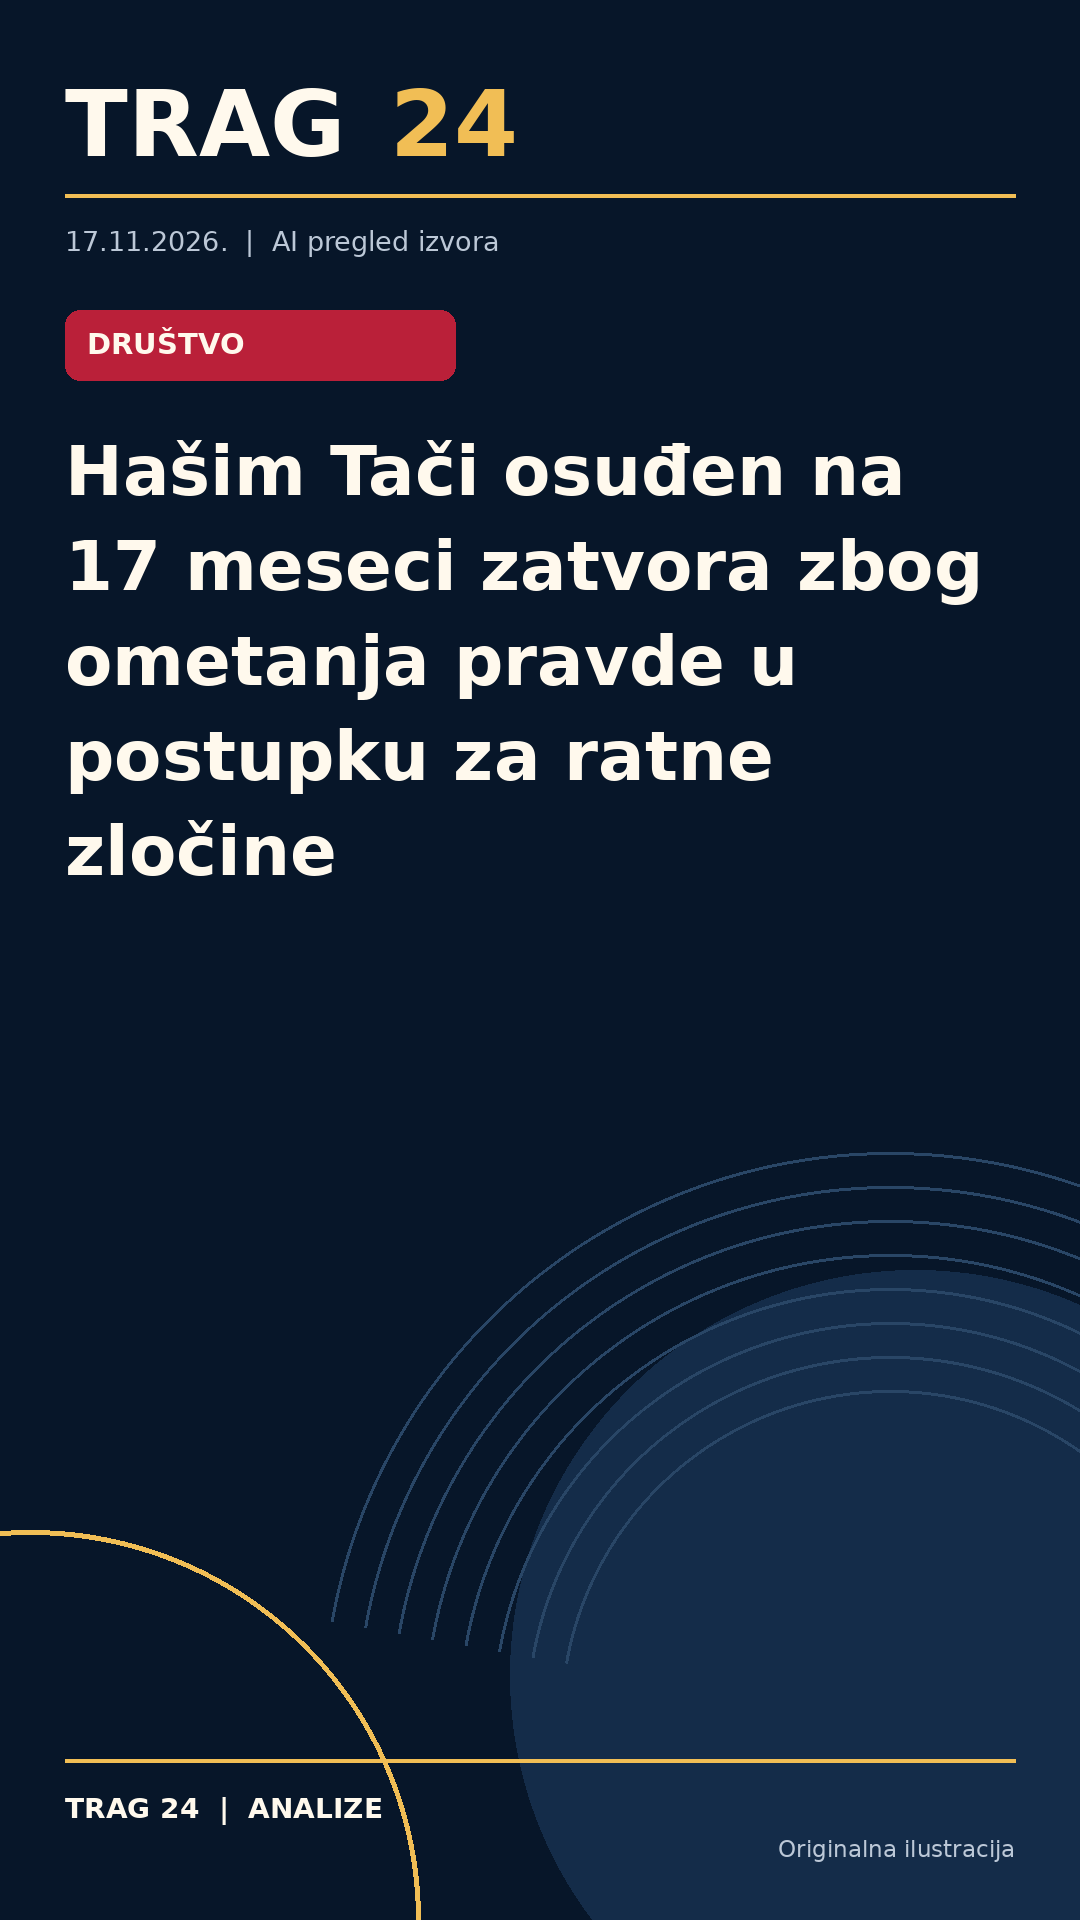 TRAG 24
17.11.2026. | AI pregled izvora
DRUŠTVO
Hašim Tači osuđen na
17 meseci zatvora zbog
ometanja pravde u
postupku za ratne
zločine
TRAG 24 | ANALIZE
Originalna ilustracija